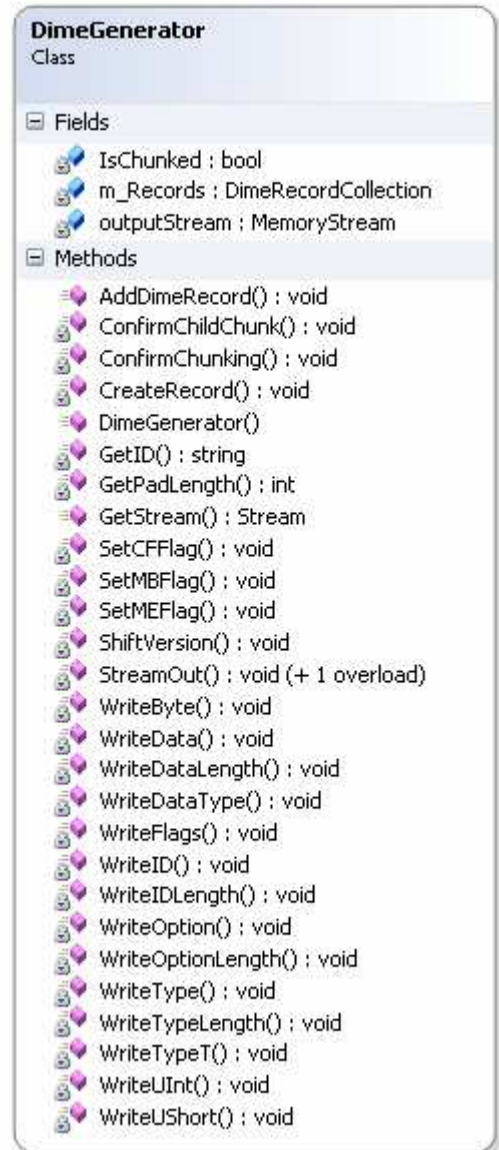 DimeGenerator
Class
Fields
IsChunked : bool
m_Records : DimeRecordCollection
outputStream : MemoryStream
Methods
AddDimeRecord() : void
ConfirmChildChunk() : void
ConfirmChunking() : void
CreateRecord() : void
DimeGenerator()
GetID() : string
GetPadLength() : int
GetStream() : Stream
SetCFFlag() : void
SetMBFlag() : void
SetMEFlag() : void
ShiftVersion() : void
StreamOut() : void (+ 1 overload)
WriteByte() : void
WriteData() : void
WriteDataLength() : void
WriteDataType() : void
WriteFlags() : void
WriteID() : void
WriteIDLength() : void
WriteOption() : void
WriteOptionLength() : void
WriteType() : void
WriteTypeLength() : void
WriteTypeT() : void
WriteUInt() : void
WriteUShort() : void